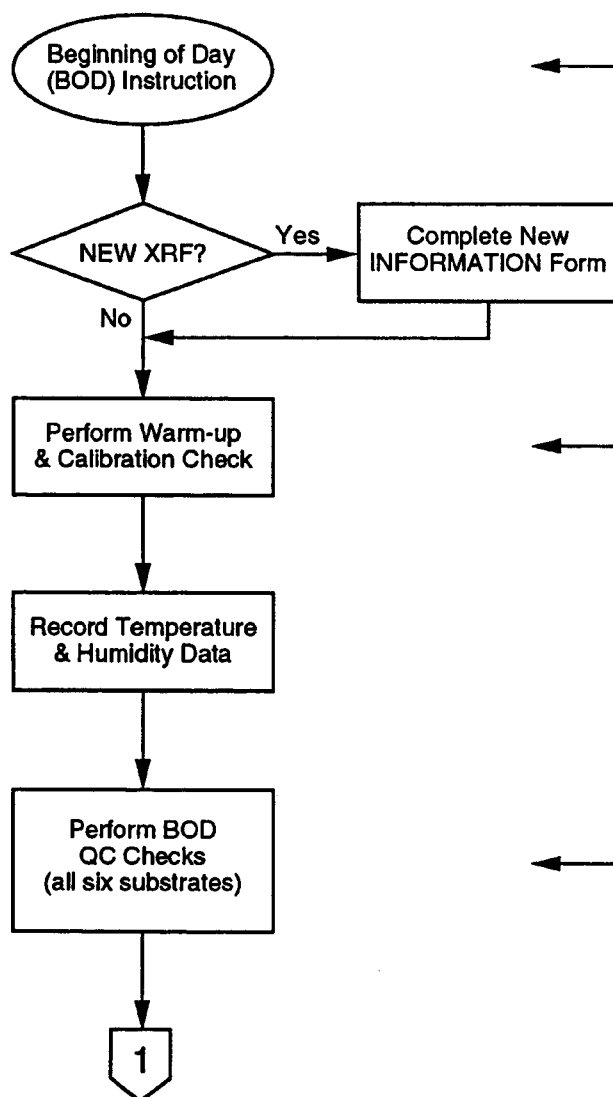 Beginning of Day
(BOD) Instruction
NEW XRF?
Yes
Complete New
INFORMATION Form
No
Perform Warm-up
& Calibration Check
Record Temperature
& Humidity Data
Perform BOD
QC Checks
(all six substrates)
1